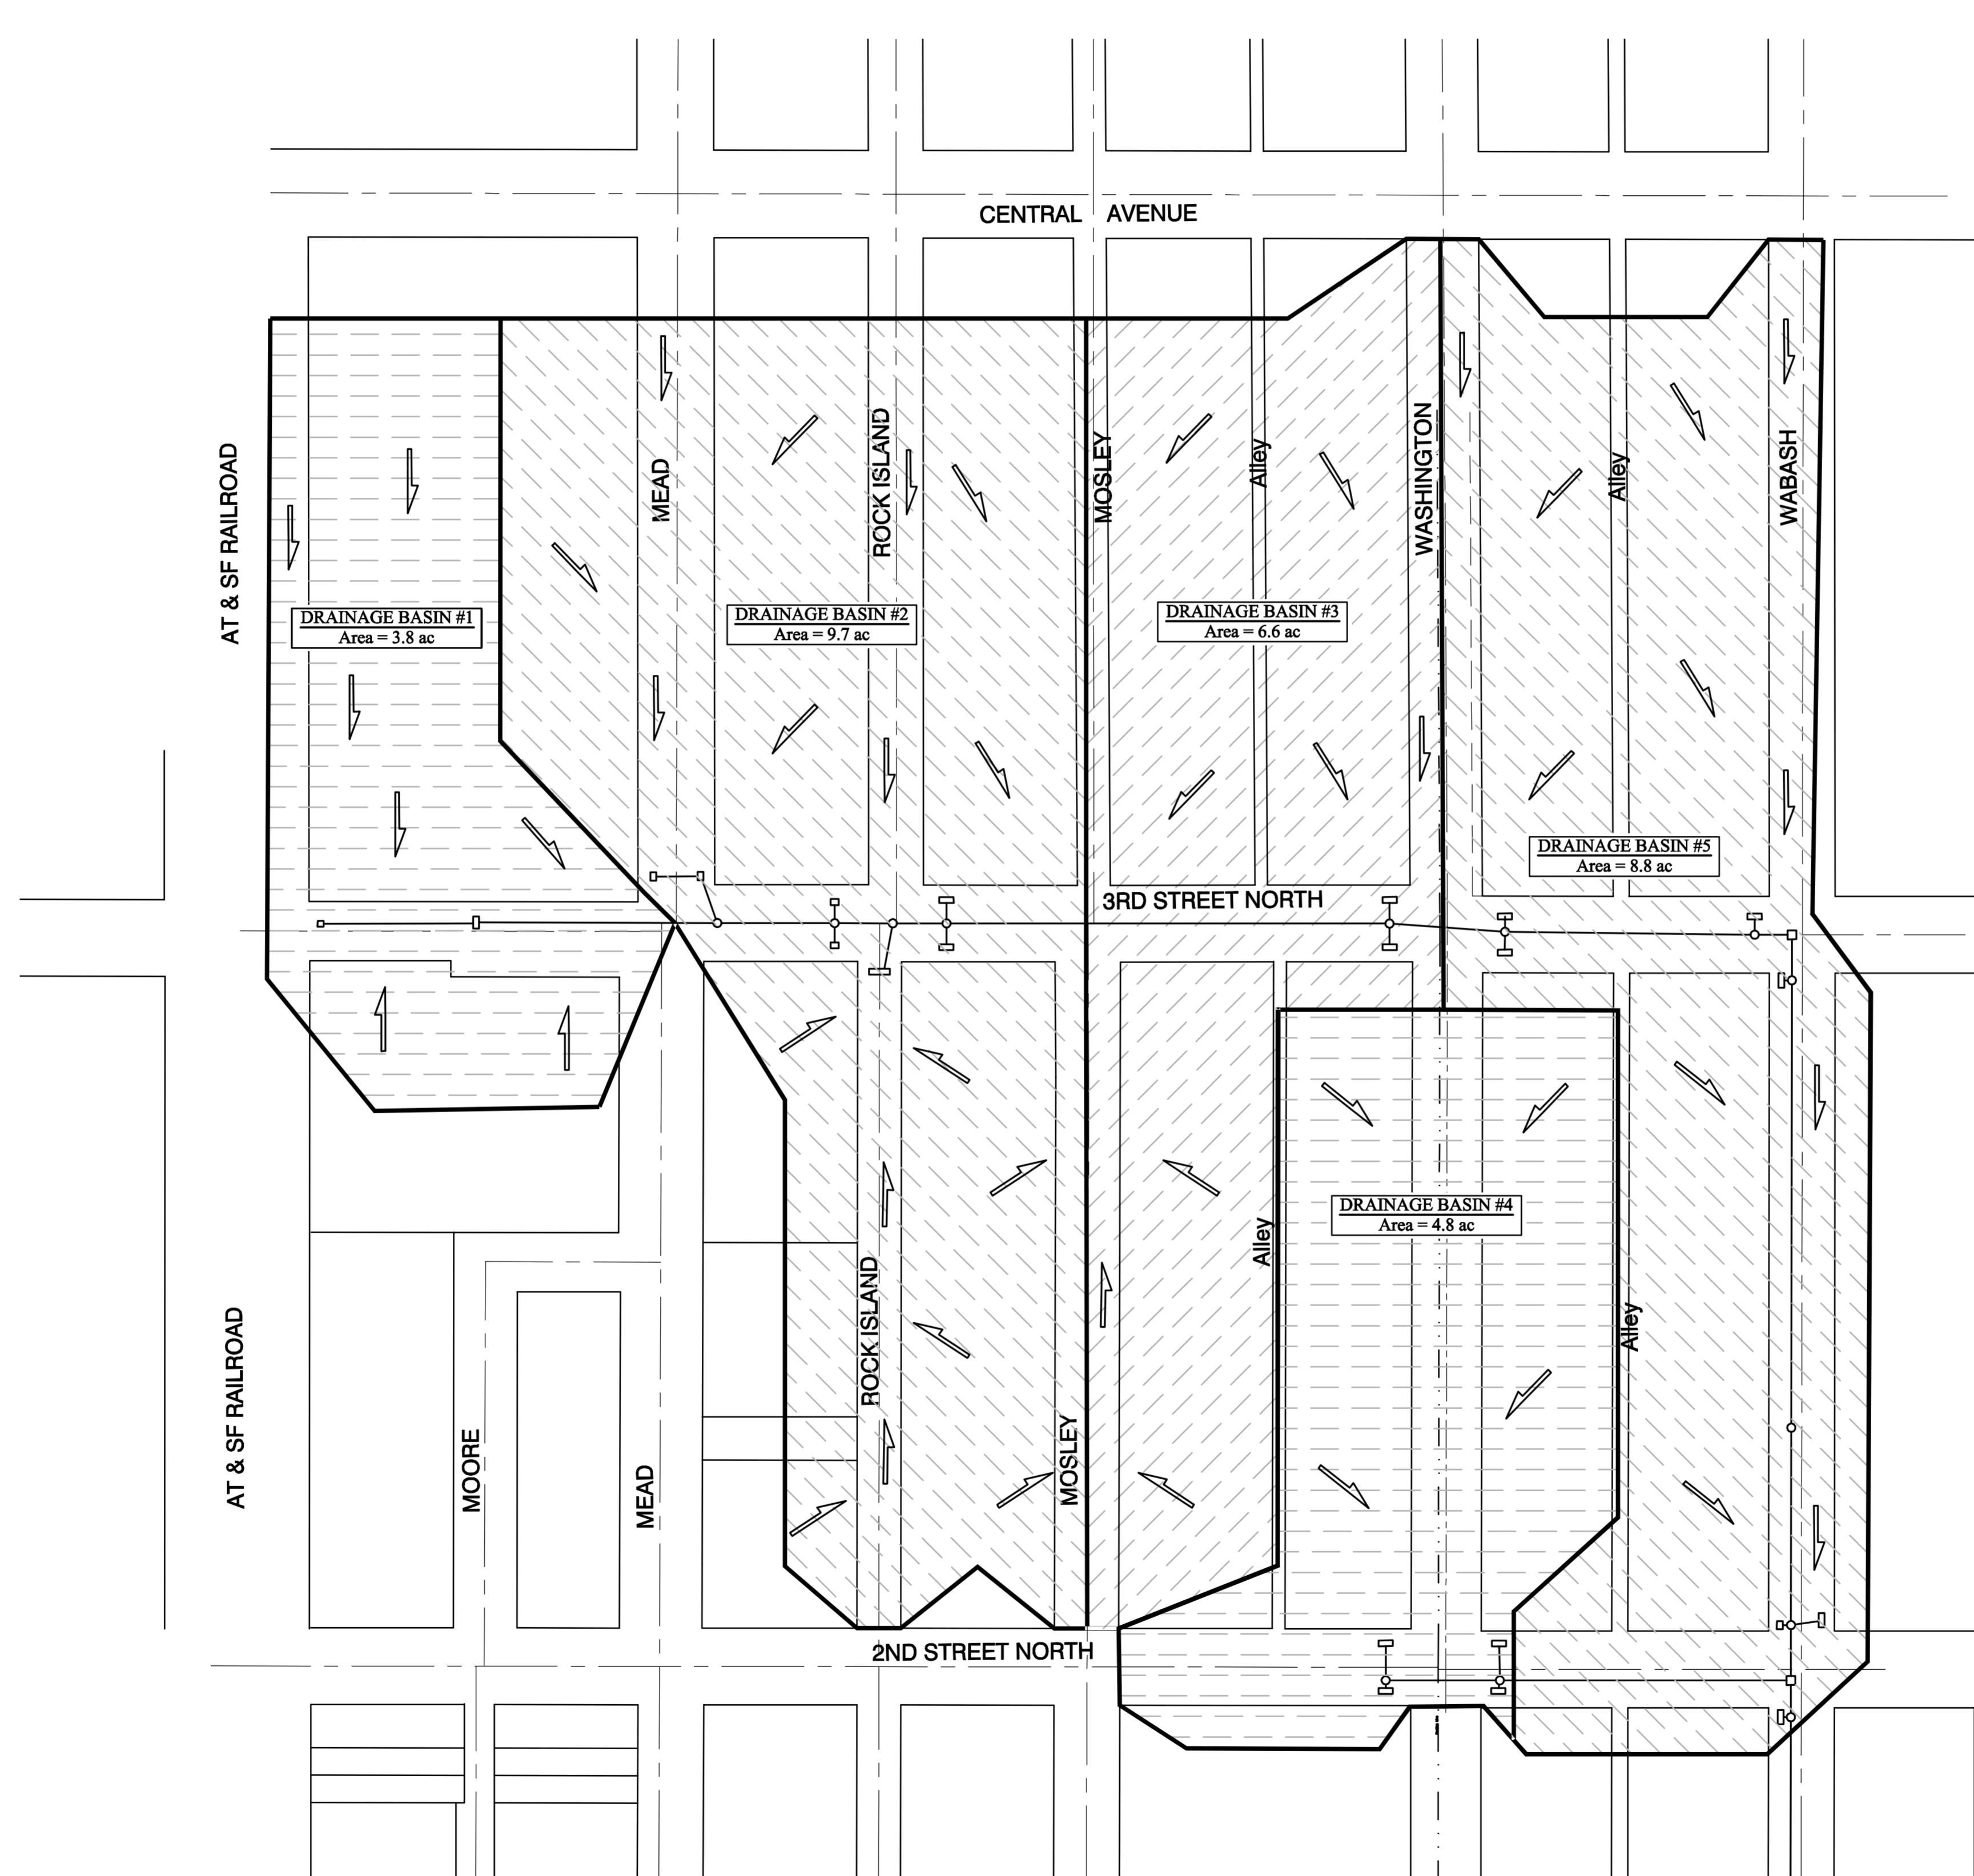 CENTRAL AVENUE
AT & SF RAILROAD
MEAD
ROCK ISLAND
MOSLEY
Alley
WASHINGTON
Alley
WABASH
DRAINAGE BASIN #1
Area = 3.8 ac
DRAINAGE BASIN #2
Area = 9.7 ac
DRAINAGE BASIN #3
Area = 6.6 ac
DRAINAGE BASIN #5
Area = 8.8 ac
3RD STREET NORTH
DRAINAGE BASIN #4
Area = 4.8 ac
AT & SF RAILROAD
MOORE
MEAD
ROCK ISLAND
MOSLEY
Alley
Alley
2ND STREET NORTH